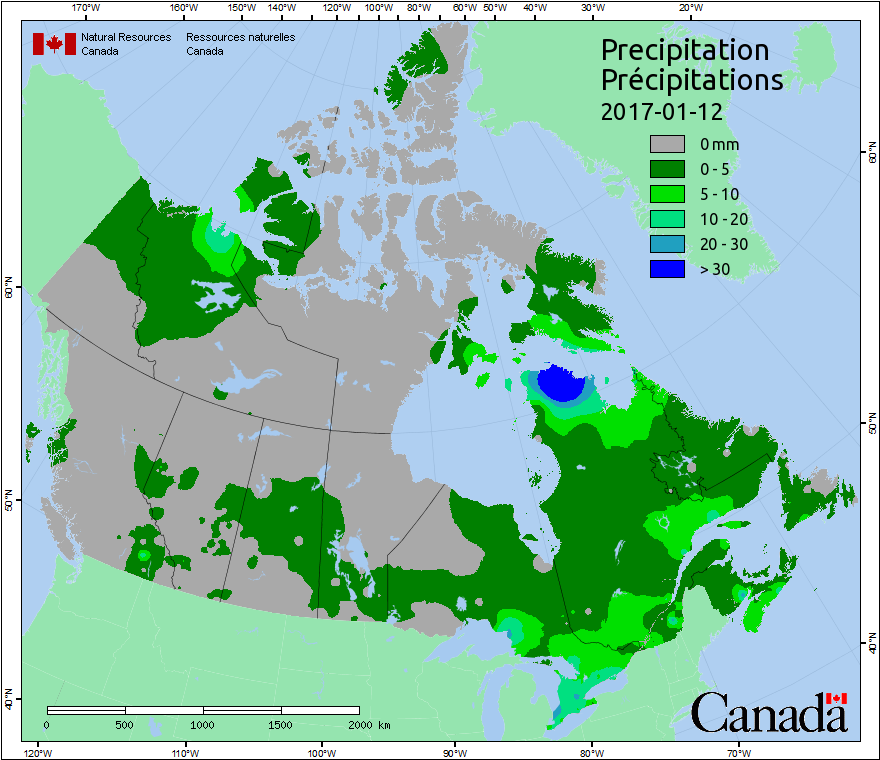 170°W 160°W 150°W 140°W 130°W 120°W 110°W 100°W 90°W 80°W 60°W 50°W 40°W 30°W 20°W
Natural Resources Ressources naturelles
Canada Canada
Precipitation
Précipitations
2017-01-12
0 mm
0 - 5
5 - 10
10 - 20
20 - 30
> 30
60°N
60°N
50°N
50°N
40°N
40°N
0 500 1000 1500 2000 km
Canada
120°W 110°W 100°W 90°W 80°W 70°W